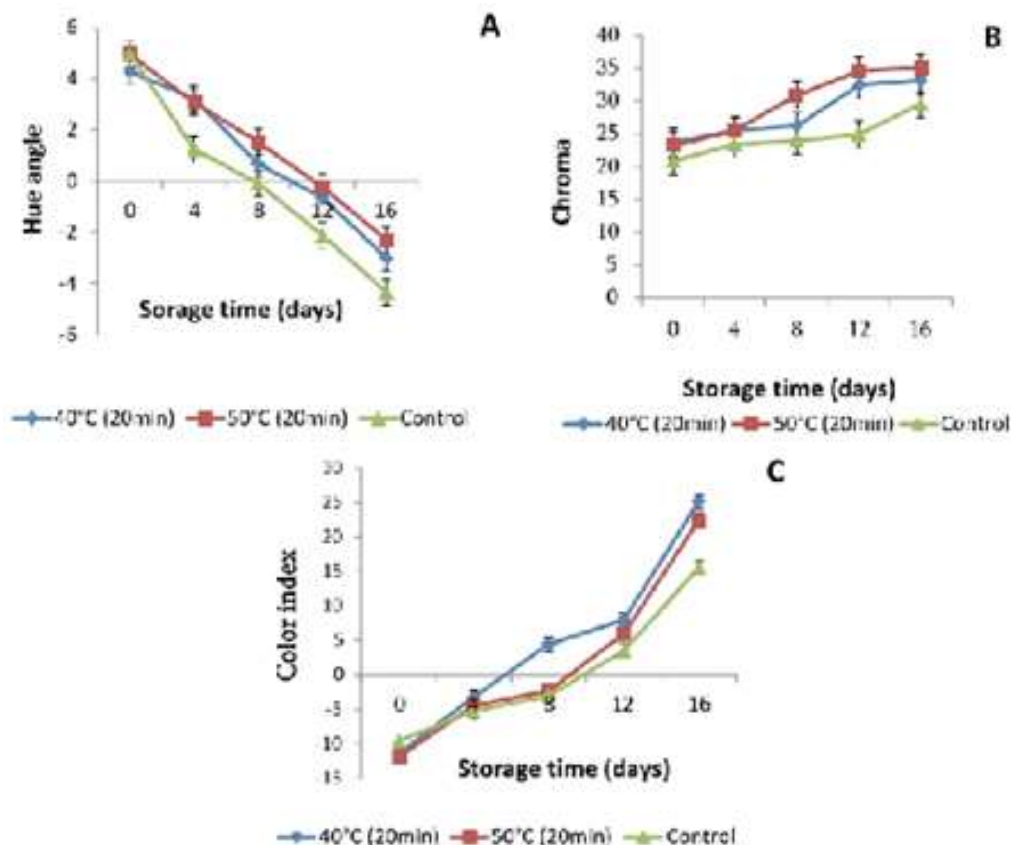 A
6
4
2
0
-2
-4
-6
Hue angle
0 4 8 12 16
Sorage time (days)
40°C (20min) 50°C (20min) Control
B
40
35
30
25
20
15
10
5
0
Chroma
0 4 8 12 16
Storage time (days)
40°C (20min) 50°C (20min) Control
C
30
25
20
15
10
5
0
-5
10
15
Color index
0 8 12 16
Storage time (days)
40°C (20min) 50°C (20min) Control